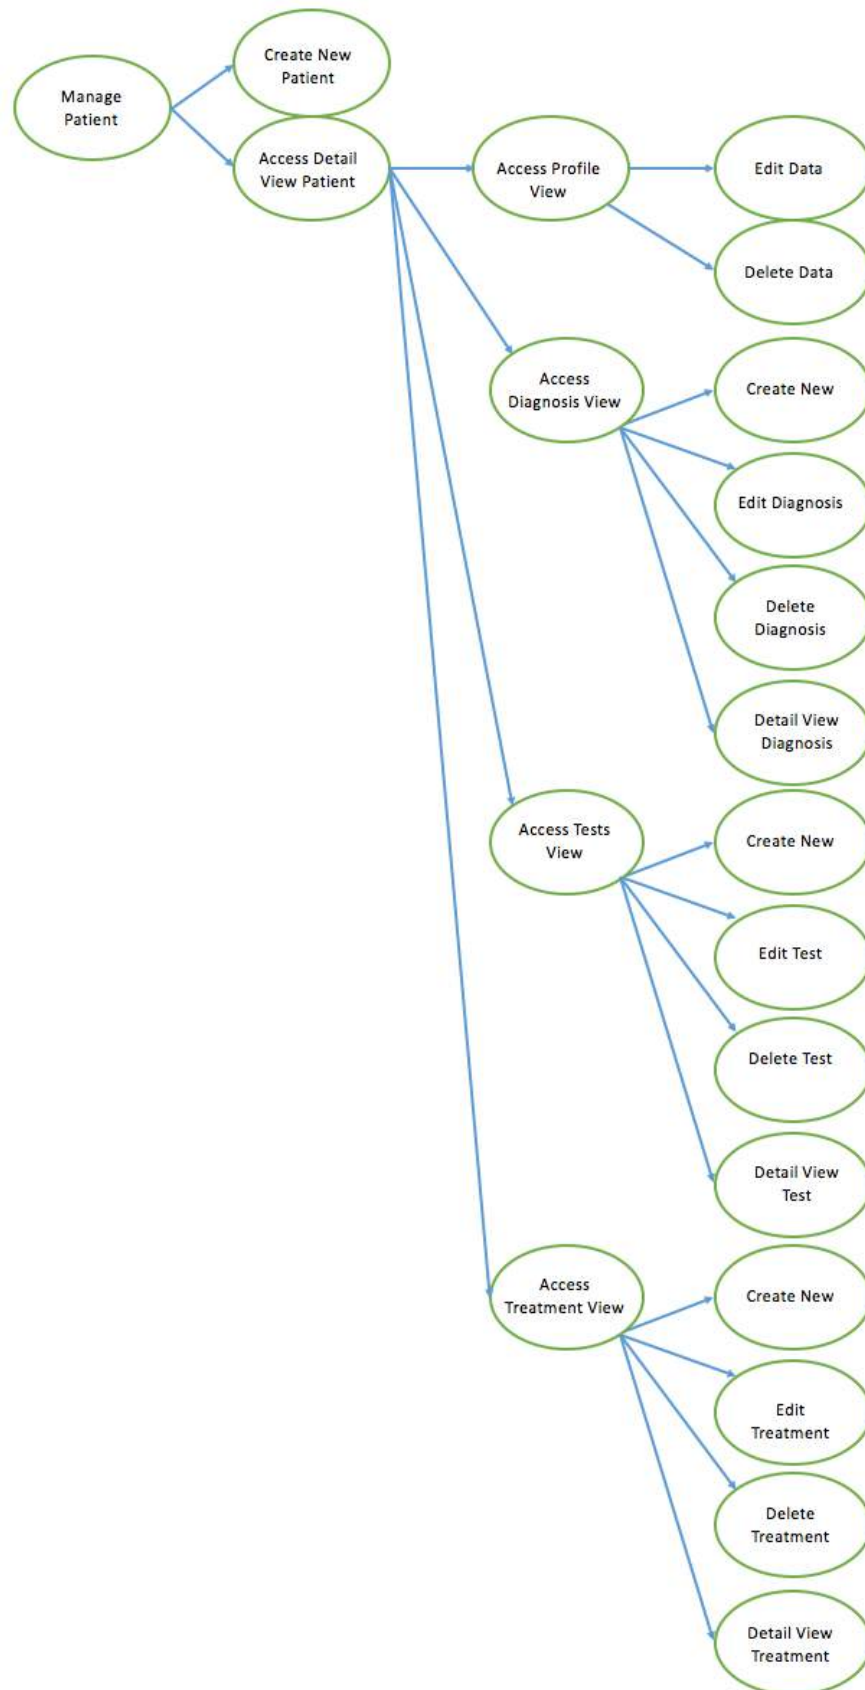 Create New
Patient
Manage
Patient
Access Detail
View Patient
Access Profile
View
Edit Data
Delete Data
Access
Diagnosis View
Create New
Edit Diagnosis
Delete
Diagnosis
Detail View
Diagnosis
Access Tests
View
Create New
Edit Test
Delete Test
Detail View
Test
Access
Treatment View
Create New
Edit
Treatment
Delete
Treatment
Detail View
Treatment